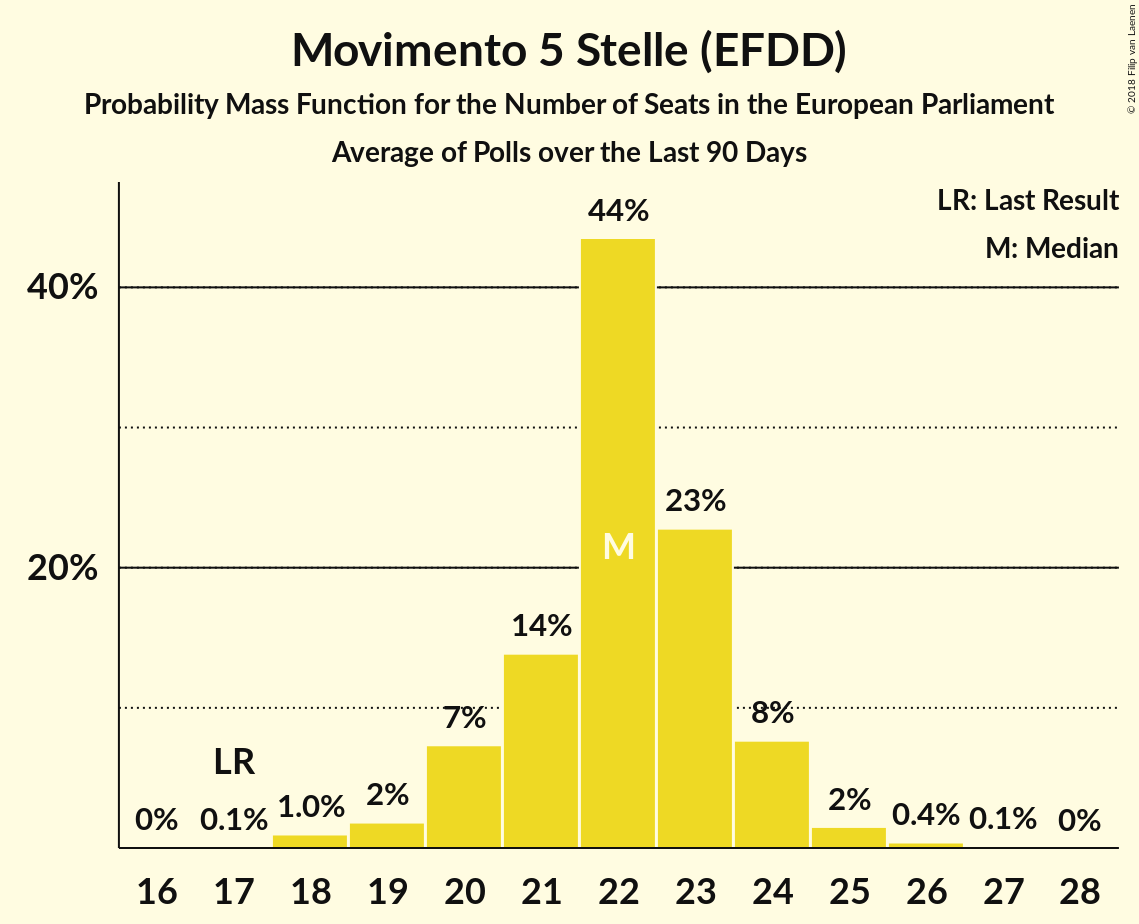 Movimento 5 Stelle (EFDD)
Probability Mass Function for the Number of Seats in the European Parliament
Average of Polls over the Last 90 Days
© 2018 Filip van Laenen
LR: Last Result
M: Median
44%
40%
23%
M
20%
14%
7%
8%
LR
0%
0.1%
1.0%
2%
2%
0.4%
0.1%
0%
16 17 18 19 20 21 22 23 24 25 26 27 28